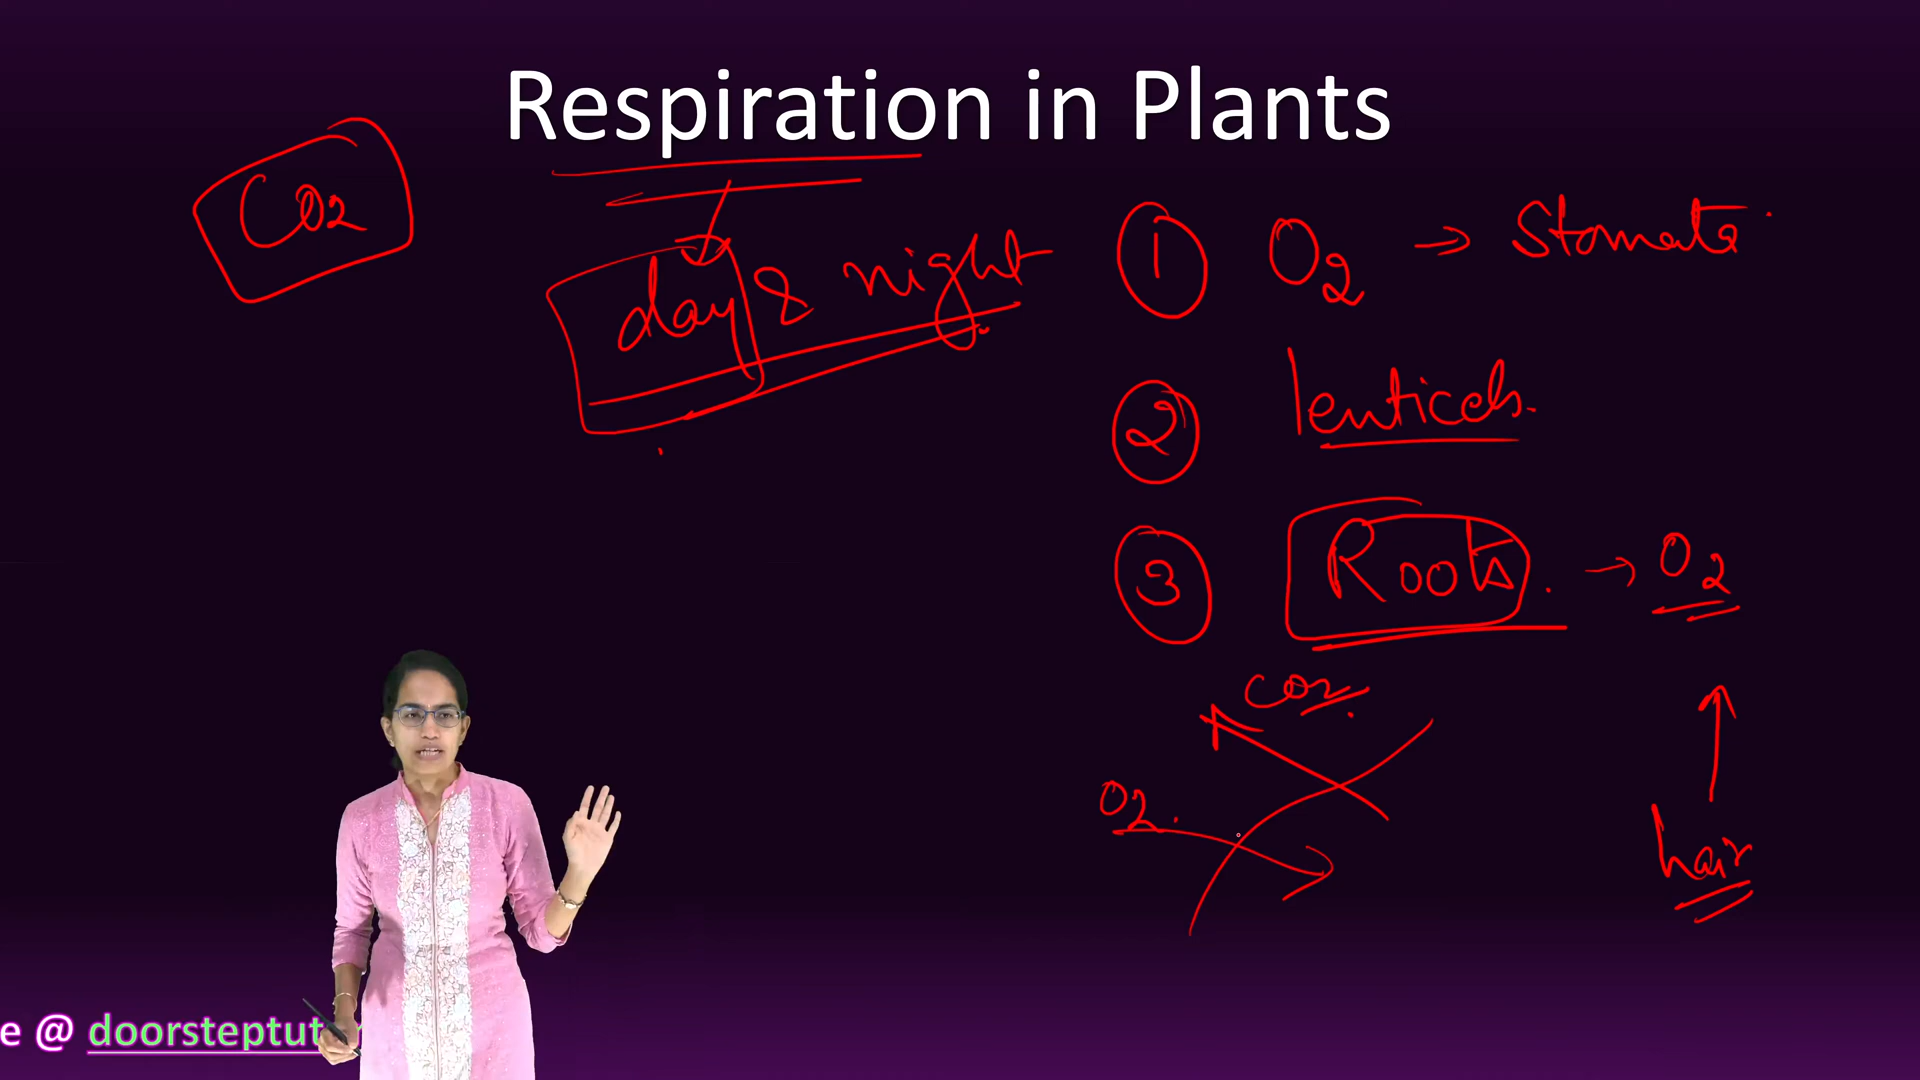 Respiration in Plants
CO2
day & night
1 O2 → Stomata
2 lenticels.
3 Roots. → O2
CO2.
O2.
hair
e @ doorsteptut